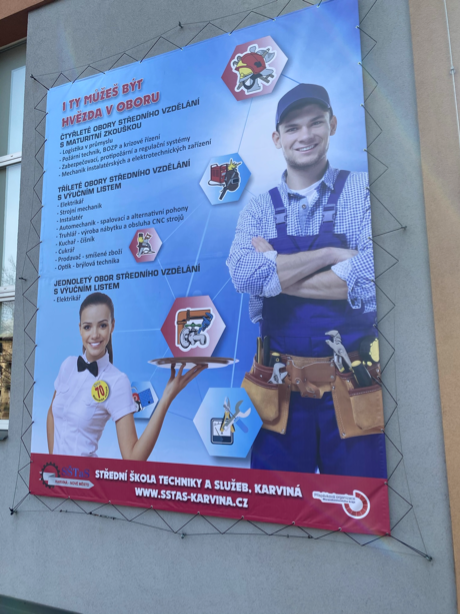 I TY MŮŽEŠ BÝT
HVĚZDA V OBORU
ČTYŘLETÉ OBORY STŘEDNÍHO VZDĚLÁNÍ
S MATURITNÍ ZKOUŠKOU
- Logistika v průmyslu
- Požární technik, BOZP a krizové řízení
- Zabezpečovací, protipožární a regulační systémy
- Mechanik instalatérských a elektrotechnických zařízení
TŘÍLETÉ OBORY STŘEDNÍHO VZDĚLÁNÍ
S VÝUČNÍM LISTEM
- Elektrikář
- Strojní mechanik
- Instalatér
- Automechanik - spalovací a alternativní pohony
- Truhlář - výroba nábytku a obsluha CNC strojů
- Kuchař - číšník
- Cukrář
- Prodavač - smíšené zboží
- Optik - brýlová technika
JEDNOLETÝ OBOR STŘEDNÍHO VZDĚLÁNÍ
S VÝUČNÍM LISTEM
- Elektrikář
70
STŘEDNÍ ŠKOLA TECHNIKY A SLUŽEB, KARVINÁ
WWW.SSTAS-KARVINA.CZ